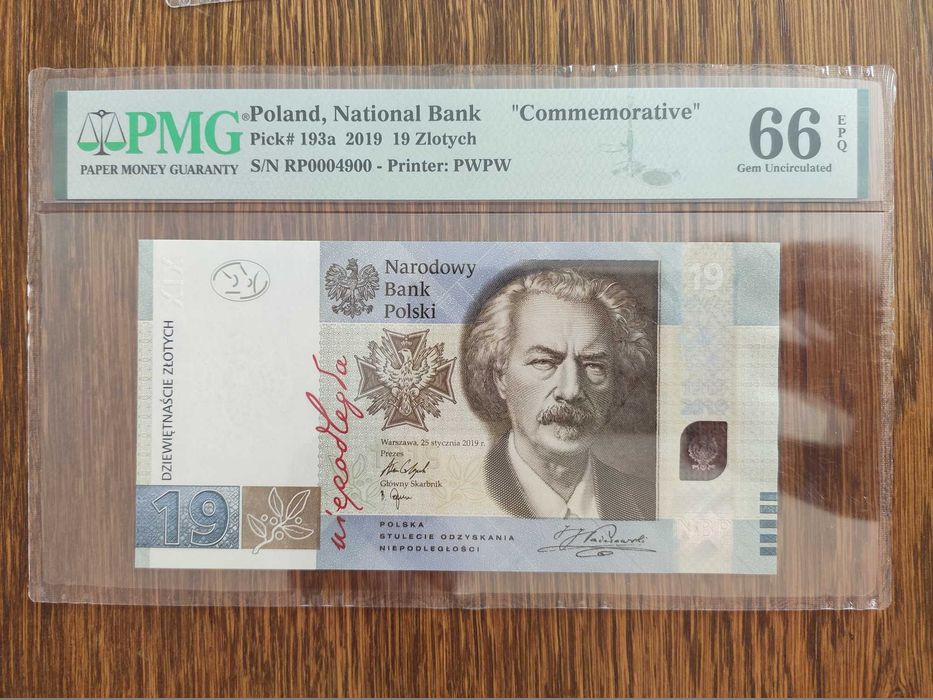 PMG®
PAPER MONEY GUARANTY
Poland, National Bank "Commemorative"
Pick# 193a 2019 19 Zlotych
S/N RP0004900 - Printer: PWPW
66
EPQ
Gem Uncirculated
Narodowy
Bank
Polski
19
DZIEWIĘTNAŚCIE ZŁOTYCH
niepodległa
Warszawa, 25 stycznia 2019 r.
Prezes
Główny Skarbnik
19
POLSKA
STULECIE ODZYSKANIA
NIEPODLEGŁOŚCI
NBP